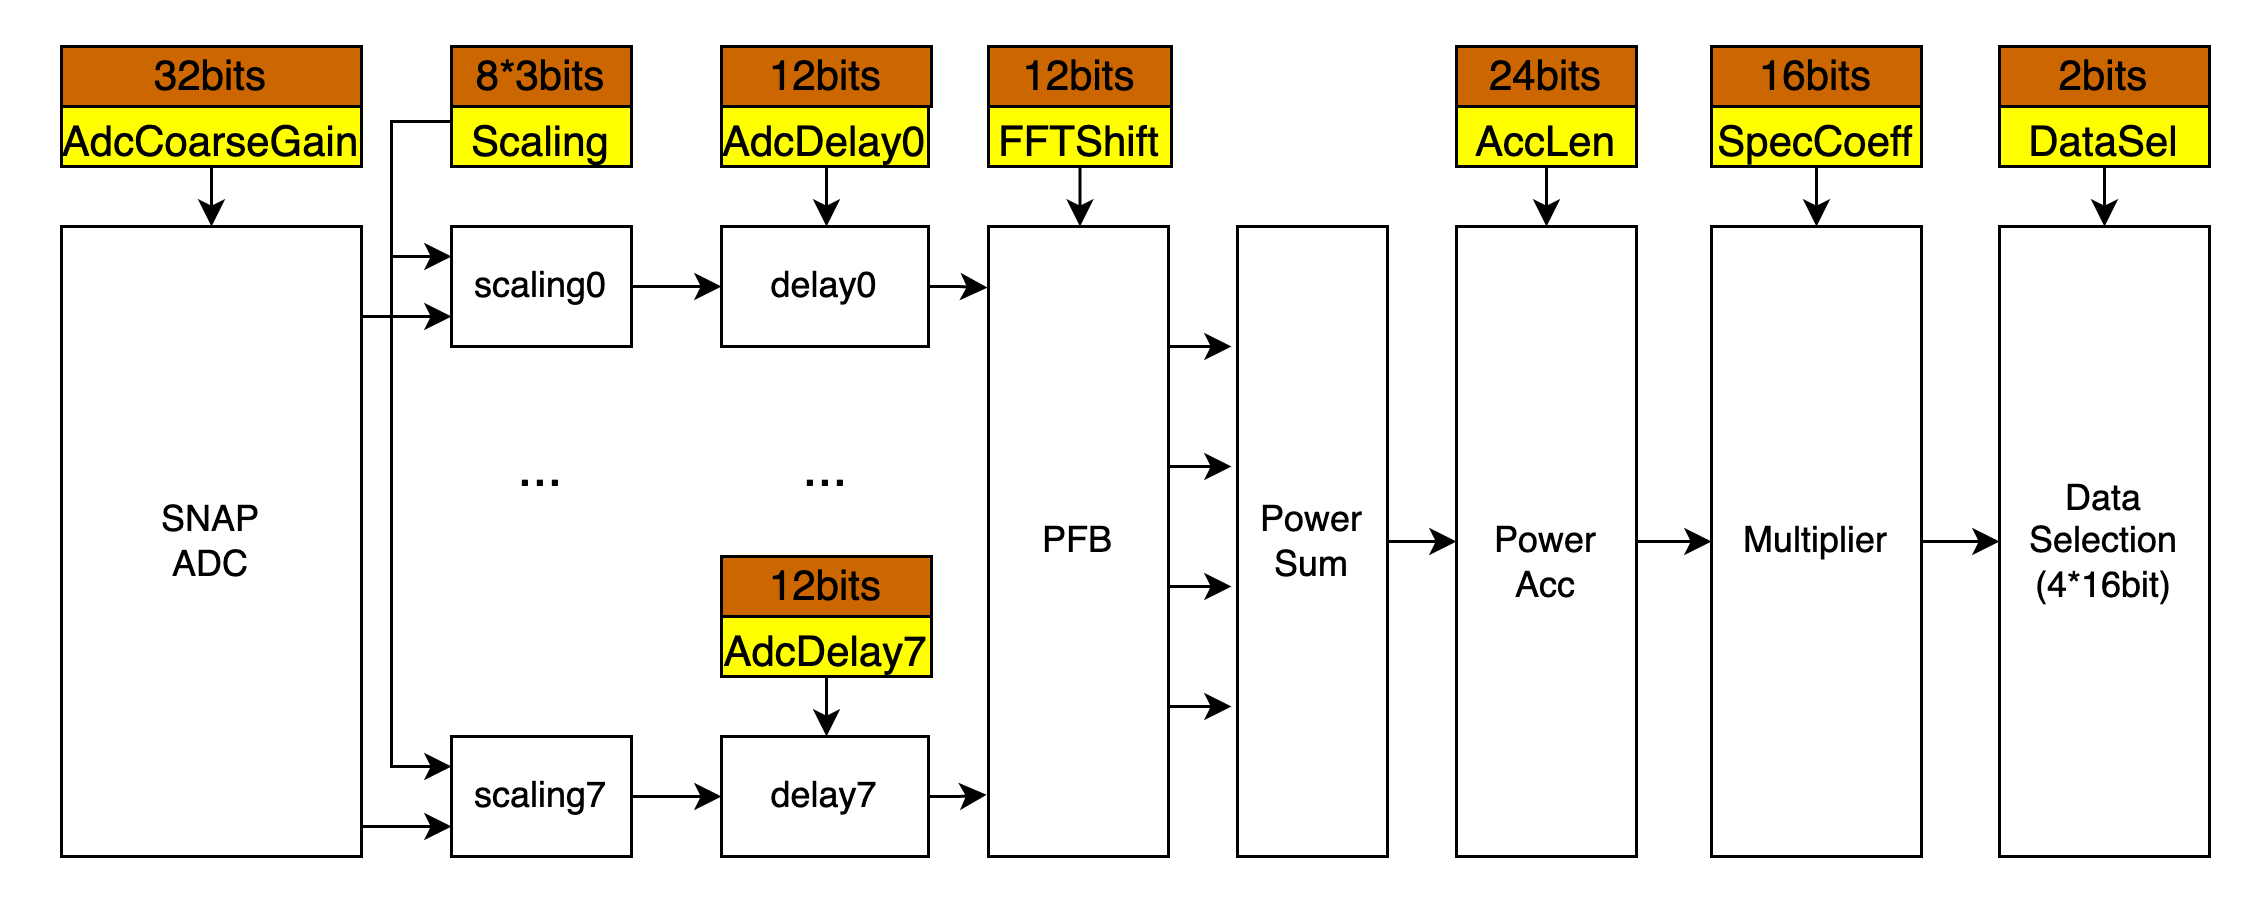 32bits
AdcCoarseGain
8*3bits
Scaling
12bits
AdcDelay0
12bits
FFTShift
24bits
AccLen
16bits
SpecCoeff
2bits
DataSel
SNAP
ADC
scaling0
delay0
...
...
12bits
AdcDelay7
scaling7
delay7
PFB
Power
Sum
Power
Acc
Multiplier
Data
Selection
(4*16bit)